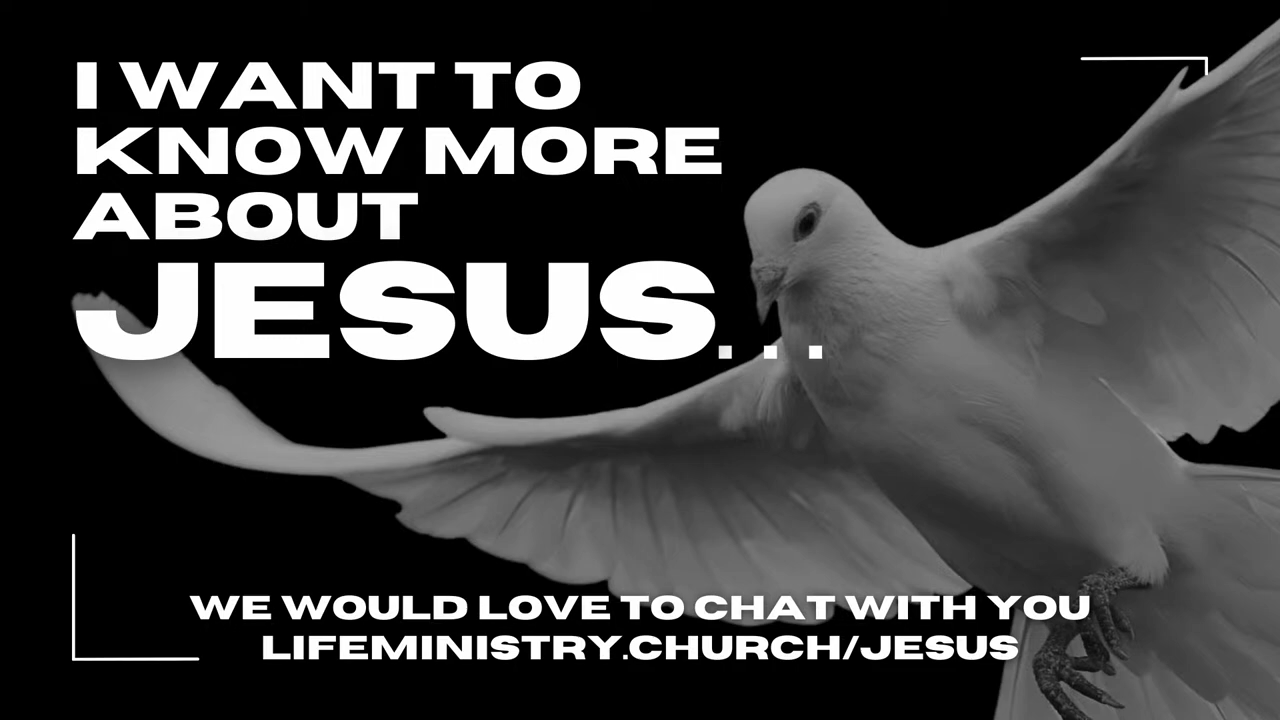 I WANT TO
KNOW MORE
ABOUT
JESUS...
WE WOULD LOVE TO CHAT WITH YOU
LIFEMINISTRY.CHURCH/JESUS